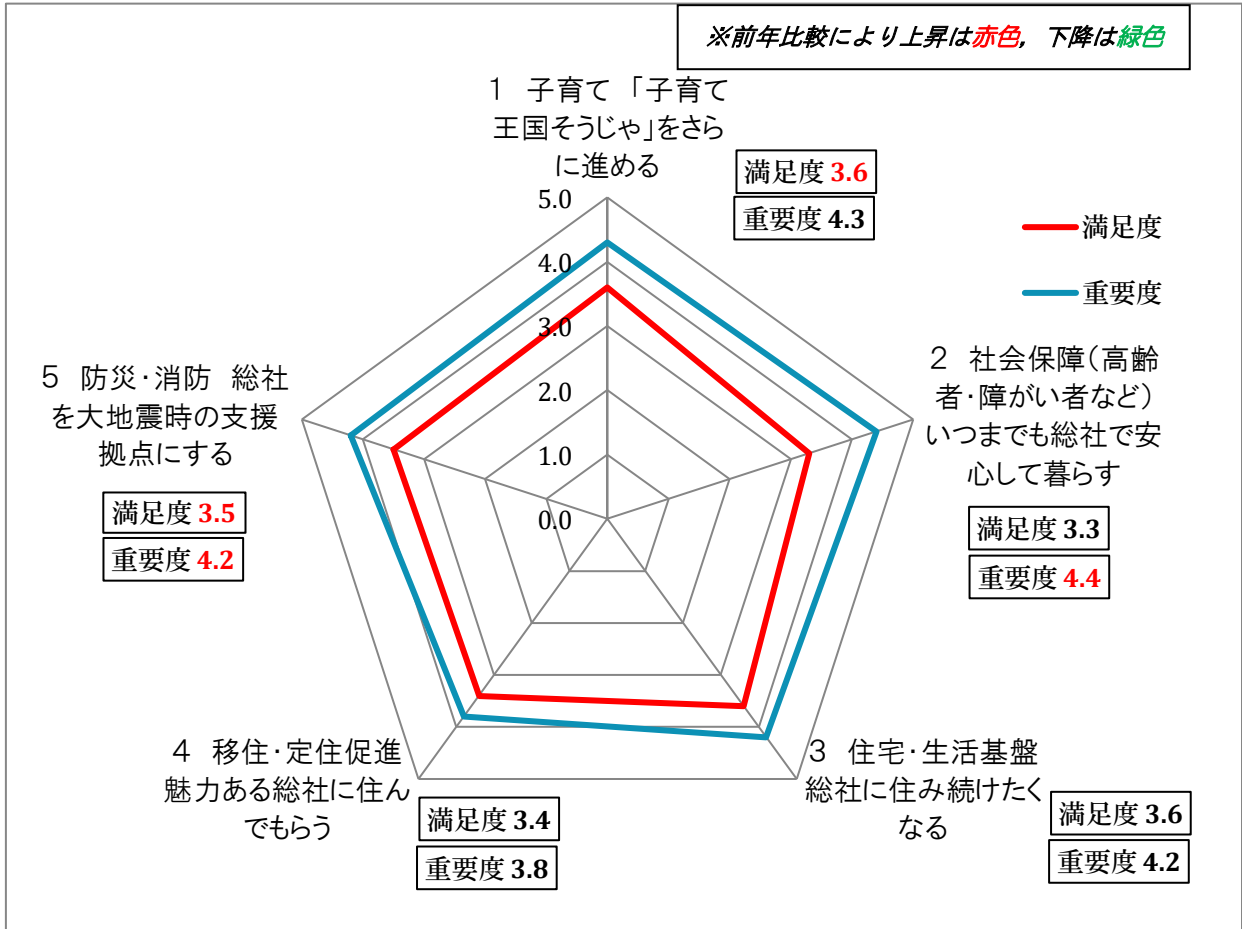 ※前年比較により上昇は赤色，下降は緑色
1　子育て　「子育て
王国そうじゃ」をさら
に進める
満足度 3.6
重要度 4.3
満足度
重要度
5.0
4.0
3.0
2.0
1.0
0.0
2　社会保障（高齢
者・障がい者など）
いつまでも総社で安
心して暮らす
満足度 3.3
重要度 4.4
3　住宅・生活基盤
総社に住み続けたく
なる
満足度 3.6
重要度 4.2
4　移住・定住促進
魅力ある総社に住ん
でもらう
満足度 3.4
重要度 3.8
5　防災・消防　総社
を大地震時の支援
拠点にする
満足度 3.5
重要度 4.2